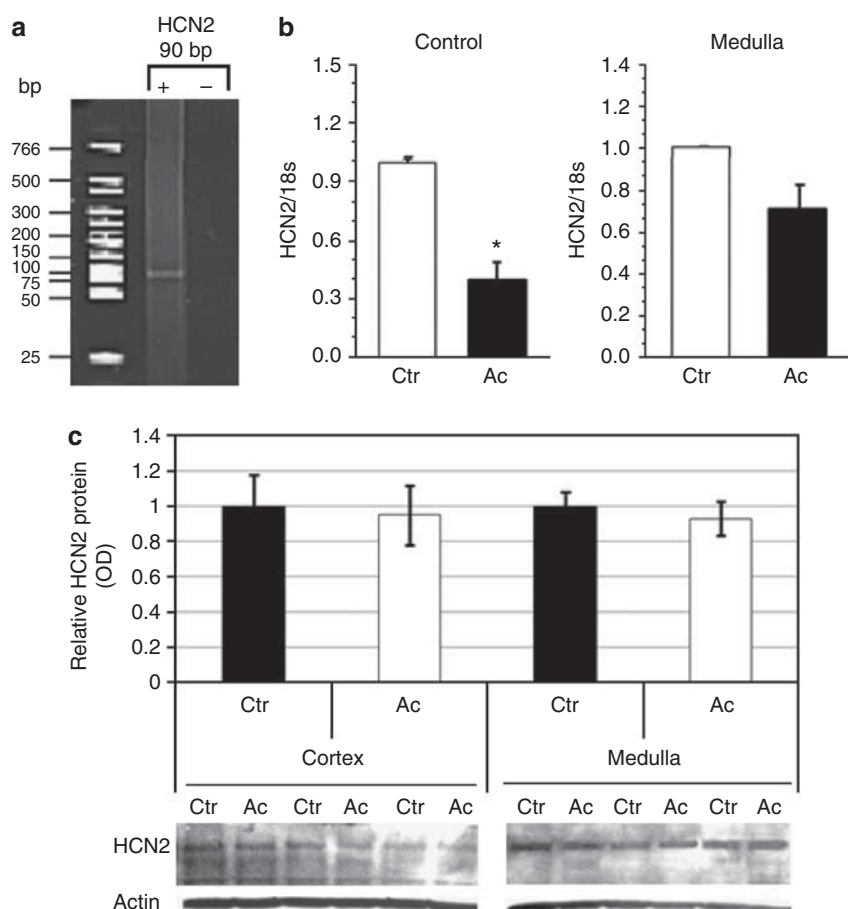 a
HCN2
90 bp
bp + −
766
500
300
200
150
100
75
50
25
b
Control
HCN2/18s
1.5
1.2
0.9
0.6
0.3
0.0
*
Ctr Ac
Medulla
HCN2/18s
1.4
1.2
1.0
0.8
0.6
0.4
0.2
1.0
Ctr Ac
c
Relative HCN2 protein
(OD)
1.4
1.2
1
0.8
0.6
0.4
0.2
0
Ctr Ac Ctr Ac
Cortex Medulla
Ctr Ac Ctr Ac Ctr Ac Ctr Ac Ctr Ac Ctr Ac
HCN2
Actin